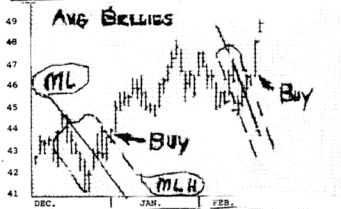 AUG BELLIES
49
48
47
46
45
44
43
42
41
ML
BUY
BUY
MLH
DEC. JAN. FEB.